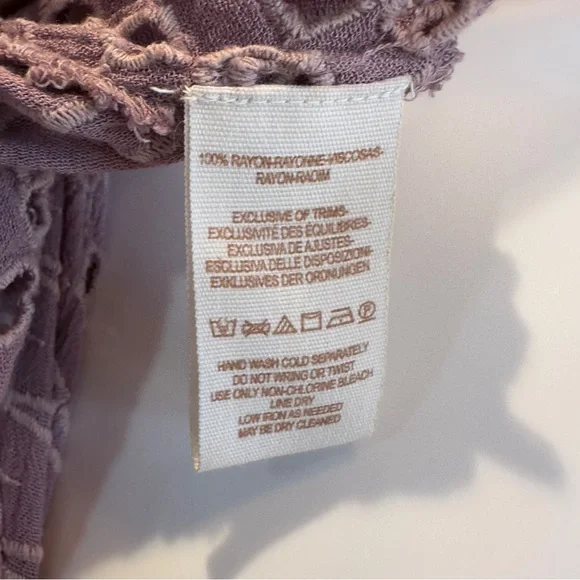 100% RAYON-RAYONNE-VISCOSAS-
RAYON-RADIM
EXCLUSIVE OF TRIMS-
EXCLUSIVITÉ DES ÉQUILIBRES-
EXCLUSIVA DE AJUSTES-
ESCLUSIVA DELLE DISPOSIZIONI-
EXKLUSIVES DER ORDNUNGEN
HAND WASH COLD SEPARATELY
DO NOT WRING OR TWIST
USE ONLY NON-CHLORINE BLEACH
LINE DRY
LOW IRON AS NEEDED
MAY BE DRY CLEANED